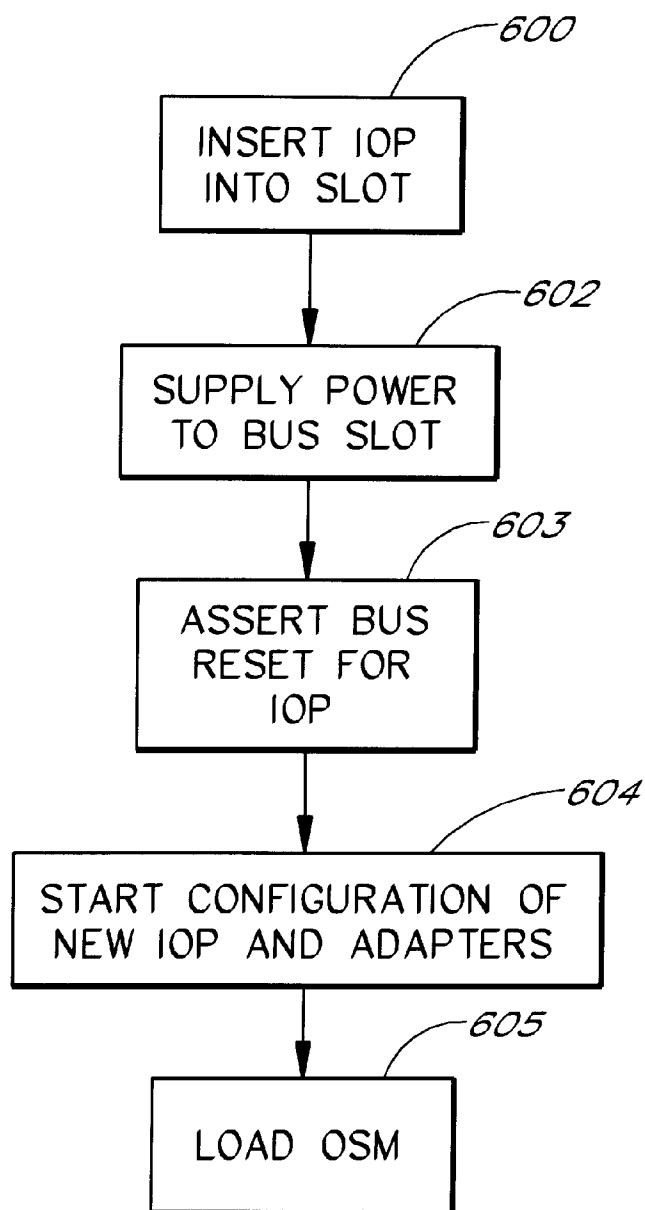 600
INSERT IOP
INTO SLOT
602
SUPPLY POWER
TO BUS SLOT
603
ASSERT BUS
RESET FOR
IOP
604
START CONFIGURATION OF
NEW IOP AND ADAPTERS
605
LOAD OSM